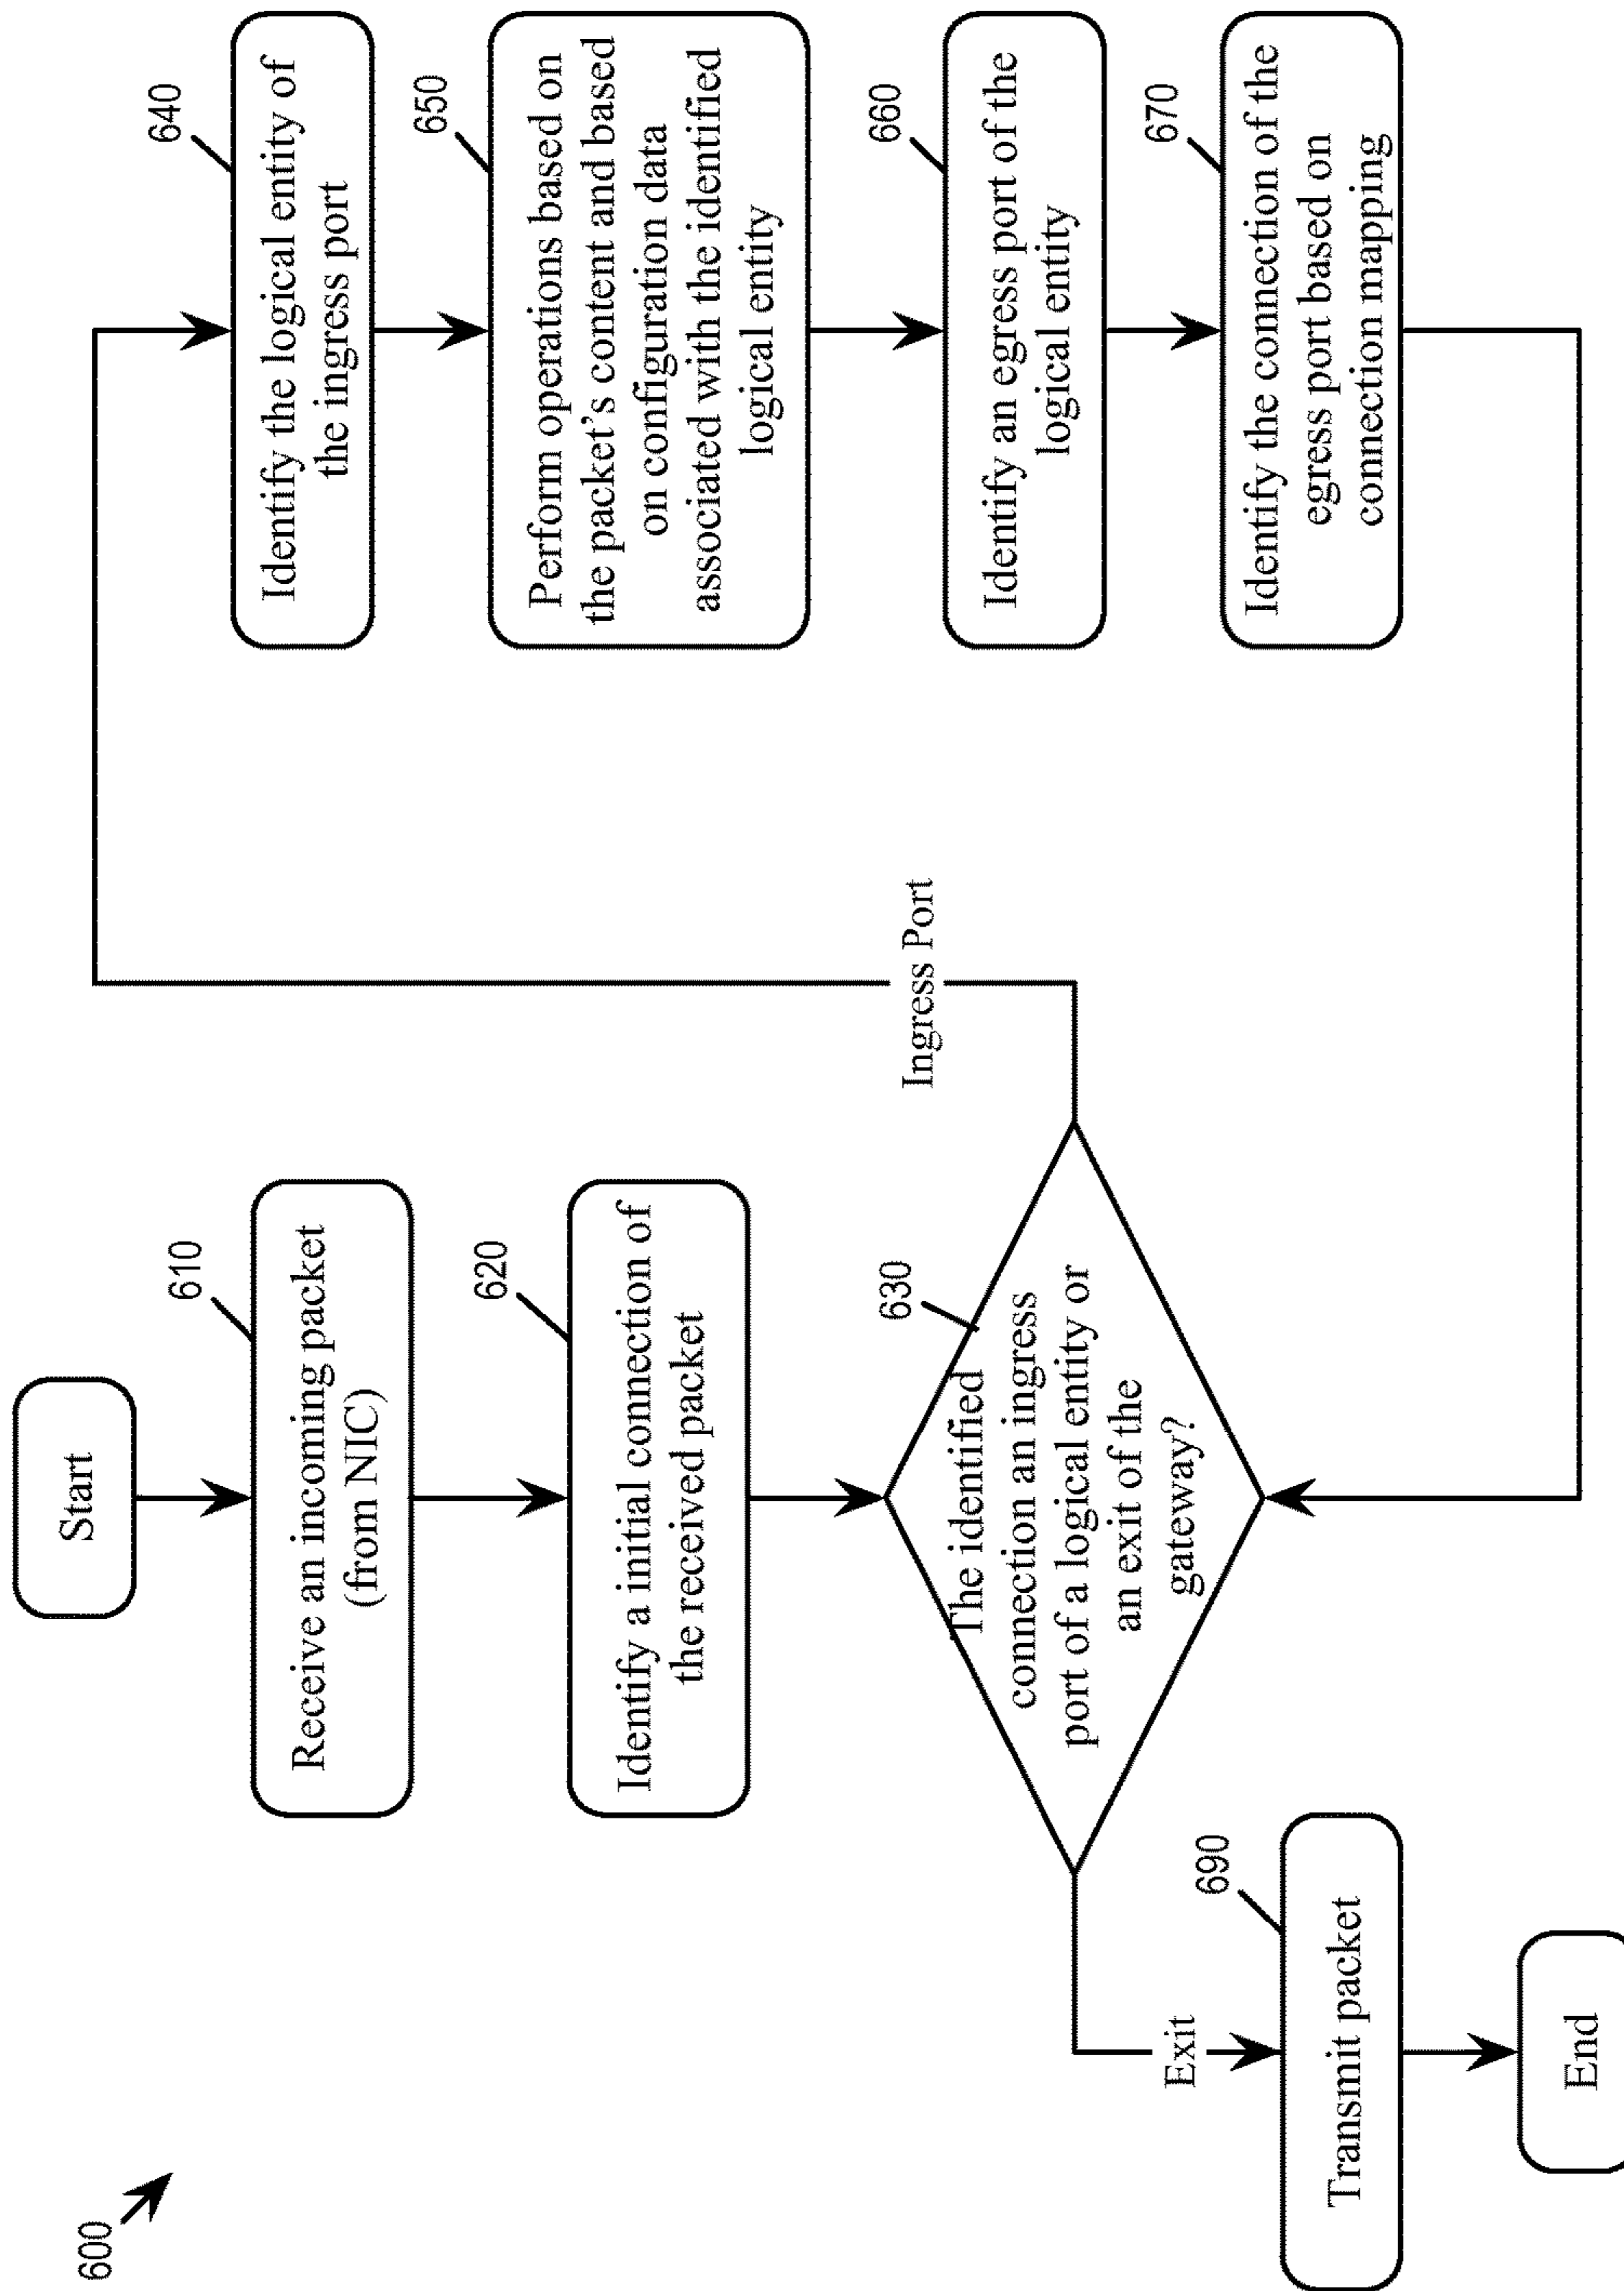 600
Start
610
Receive an incoming packet
(from NIC)
620
Identify a initial connection of
the received packet
630
The identified
connection an ingress
port of a logical entity or
an exit of the
gateway?
Exit
690
Transmit packet
End
Ingress Port
640
Identify the logical entity of
the ingress port
650
Perform operations based on
the packet's content and based
on configuration data
associated with the identified
logical entity
660
Identify an egress port of the
logical entity
670
Identify the connection of the
egress port based on
connection mapping